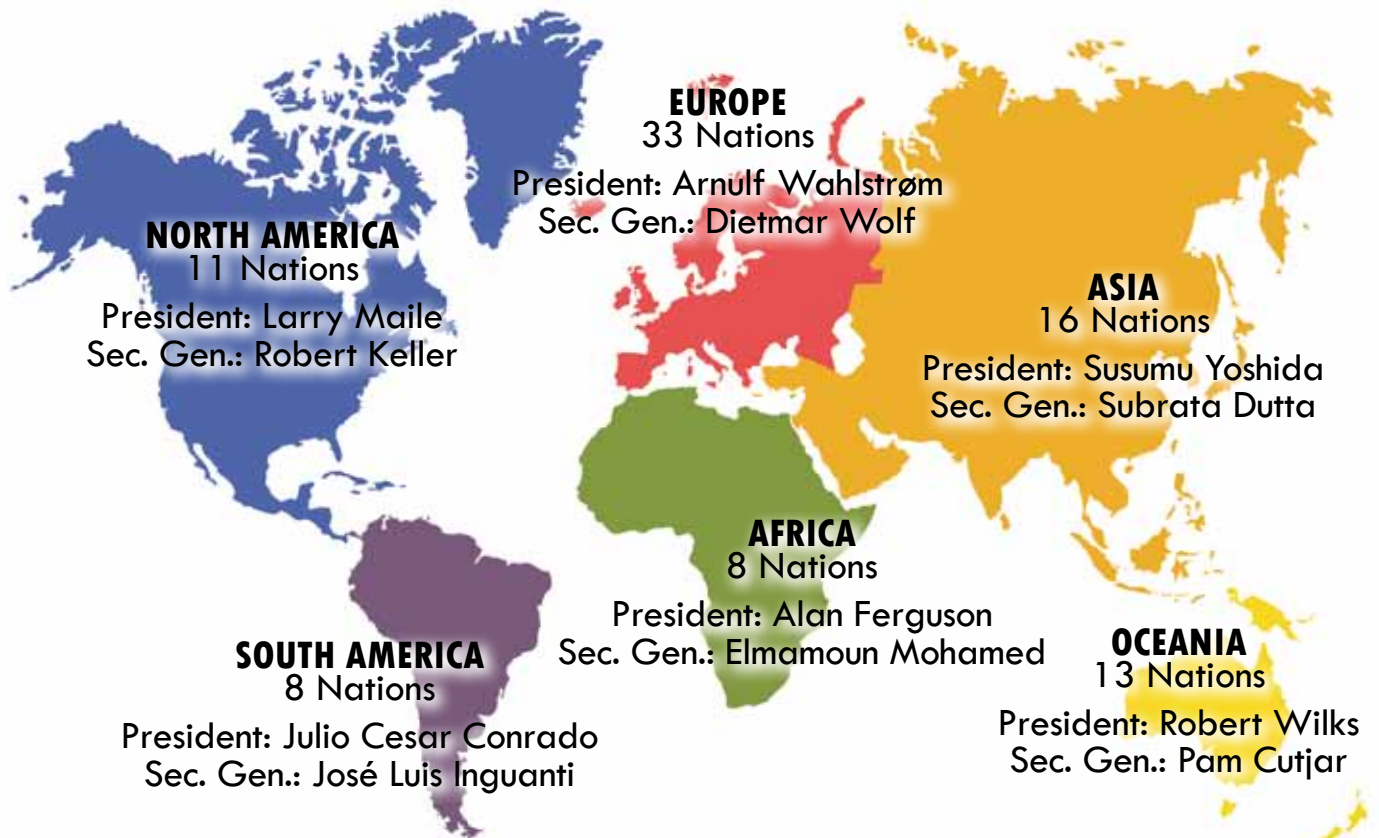 EUROPE
33 Nations
President: Arnulf Wahlstrøm
Sec. Gen.: Dietmar Wolf
NORTH AMERICA
11 Nations
President: Larry Maile
Sec. Gen.: Robert Keller
ASIA
16 Nations
President: Susumu Yoshida
Sec. Gen.: Subrata Dutta
AFRICA
8 Nations
President: Alan Ferguson
Sec. Gen.: Elmamoun Mohamed
SOUTH AMERICA
8 Nations
President: Julio Cesar Conrado
Sec. Gen.: José Luis Inguanti
OCEANIA
13 Nations
President: Robert Wilks
Sec. Gen.: Pam Cutjar